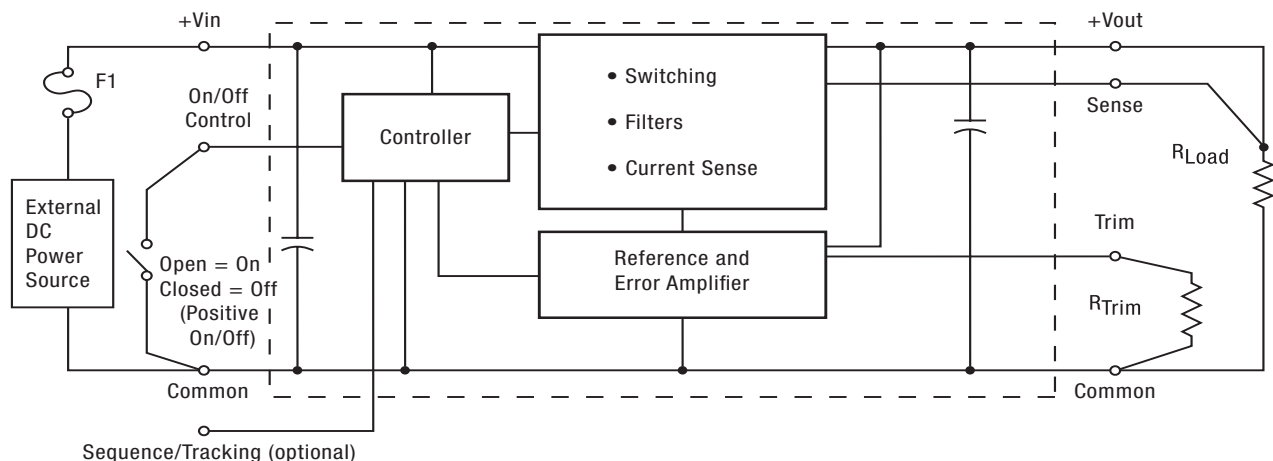 +Vin
+Vout
F1
On/Off
Control
Controller
• Switching
• Filters
• Current Sense
Sense
RLoad
External
DC
Power
Source
Open = On
Closed = Off
(Positive
On/Off)
Reference and
Error Amplifier
Trim
RTrim
Common
Common
Sequence/Tracking (optional)